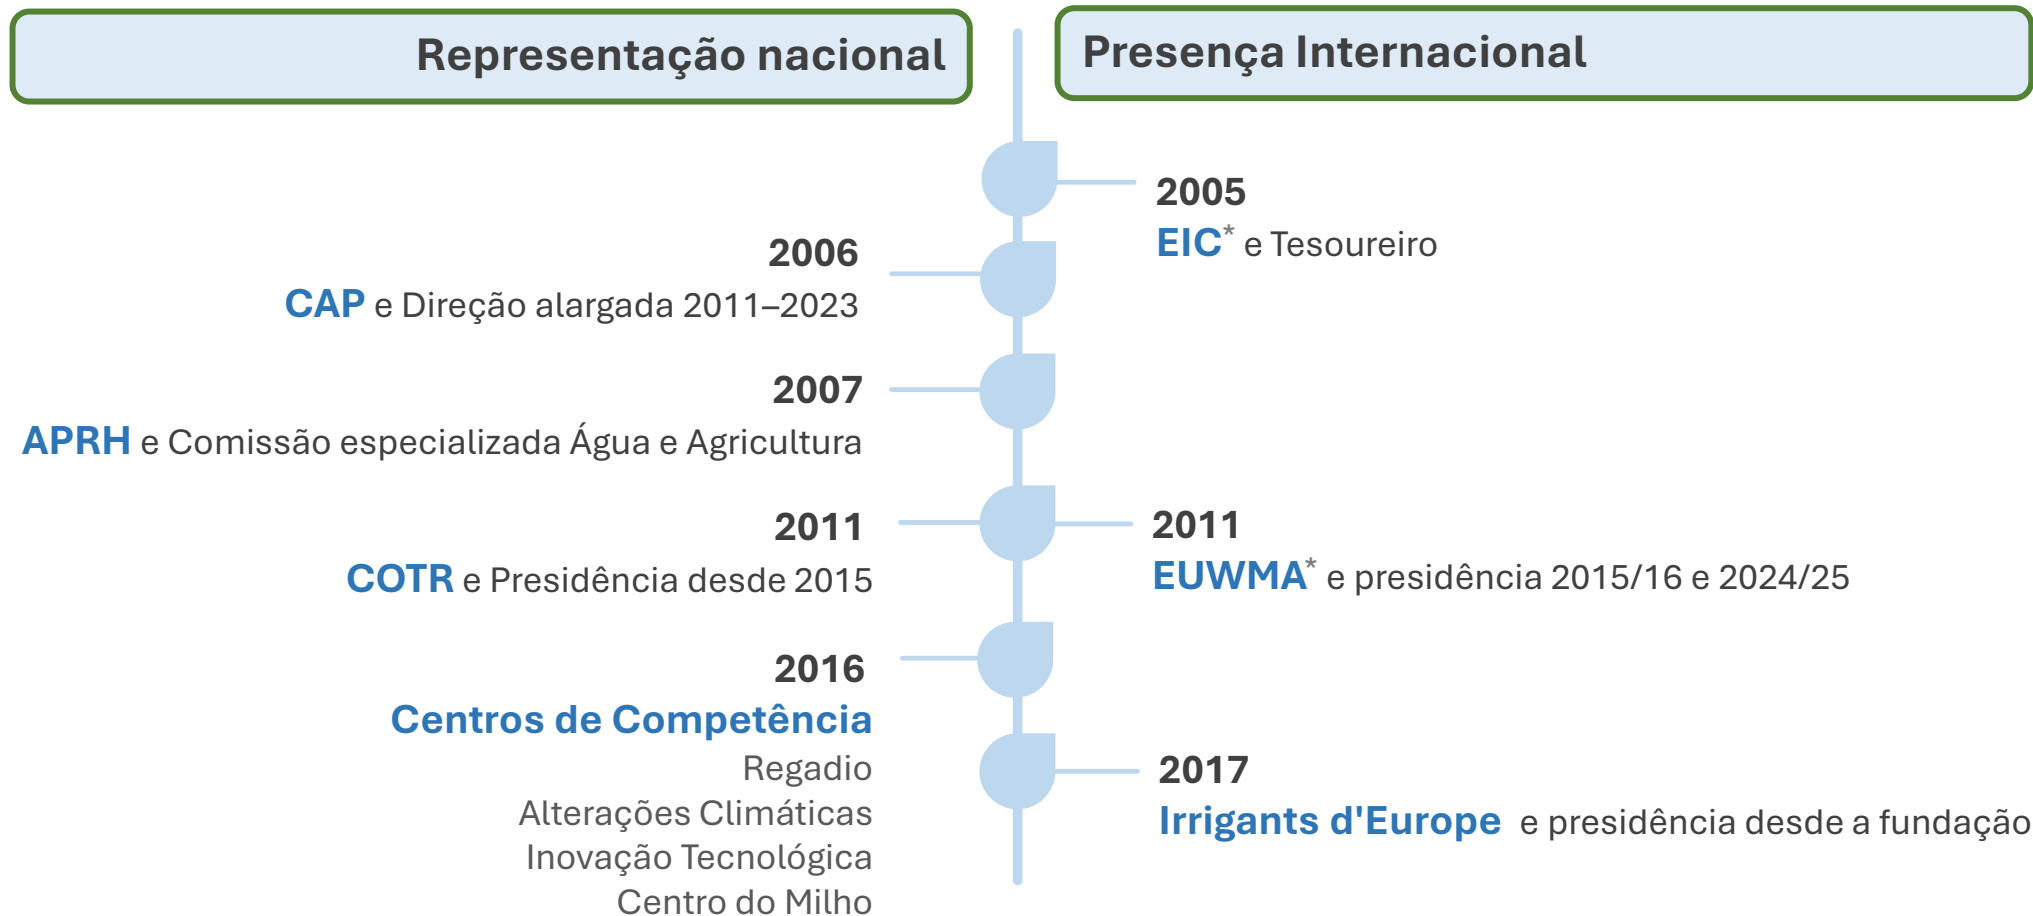 Representação nacional
Presença Internacional
2005
EIC* e Tesoureiro
2006
CAP e Direção alargada 2011–2023
2007
APRH e Comissão especializada Água e Agricultura
2011
COTR e Presidência desde 2015
2011
EUWMA* e presidência 2015/16 e 2024/25
2016
Centros de Competência
Regadio
Alterações Climáticas
Inovação Tecnológica
Centro do Milho
2017
Irrigants d'Europe e presidência desde a fundação